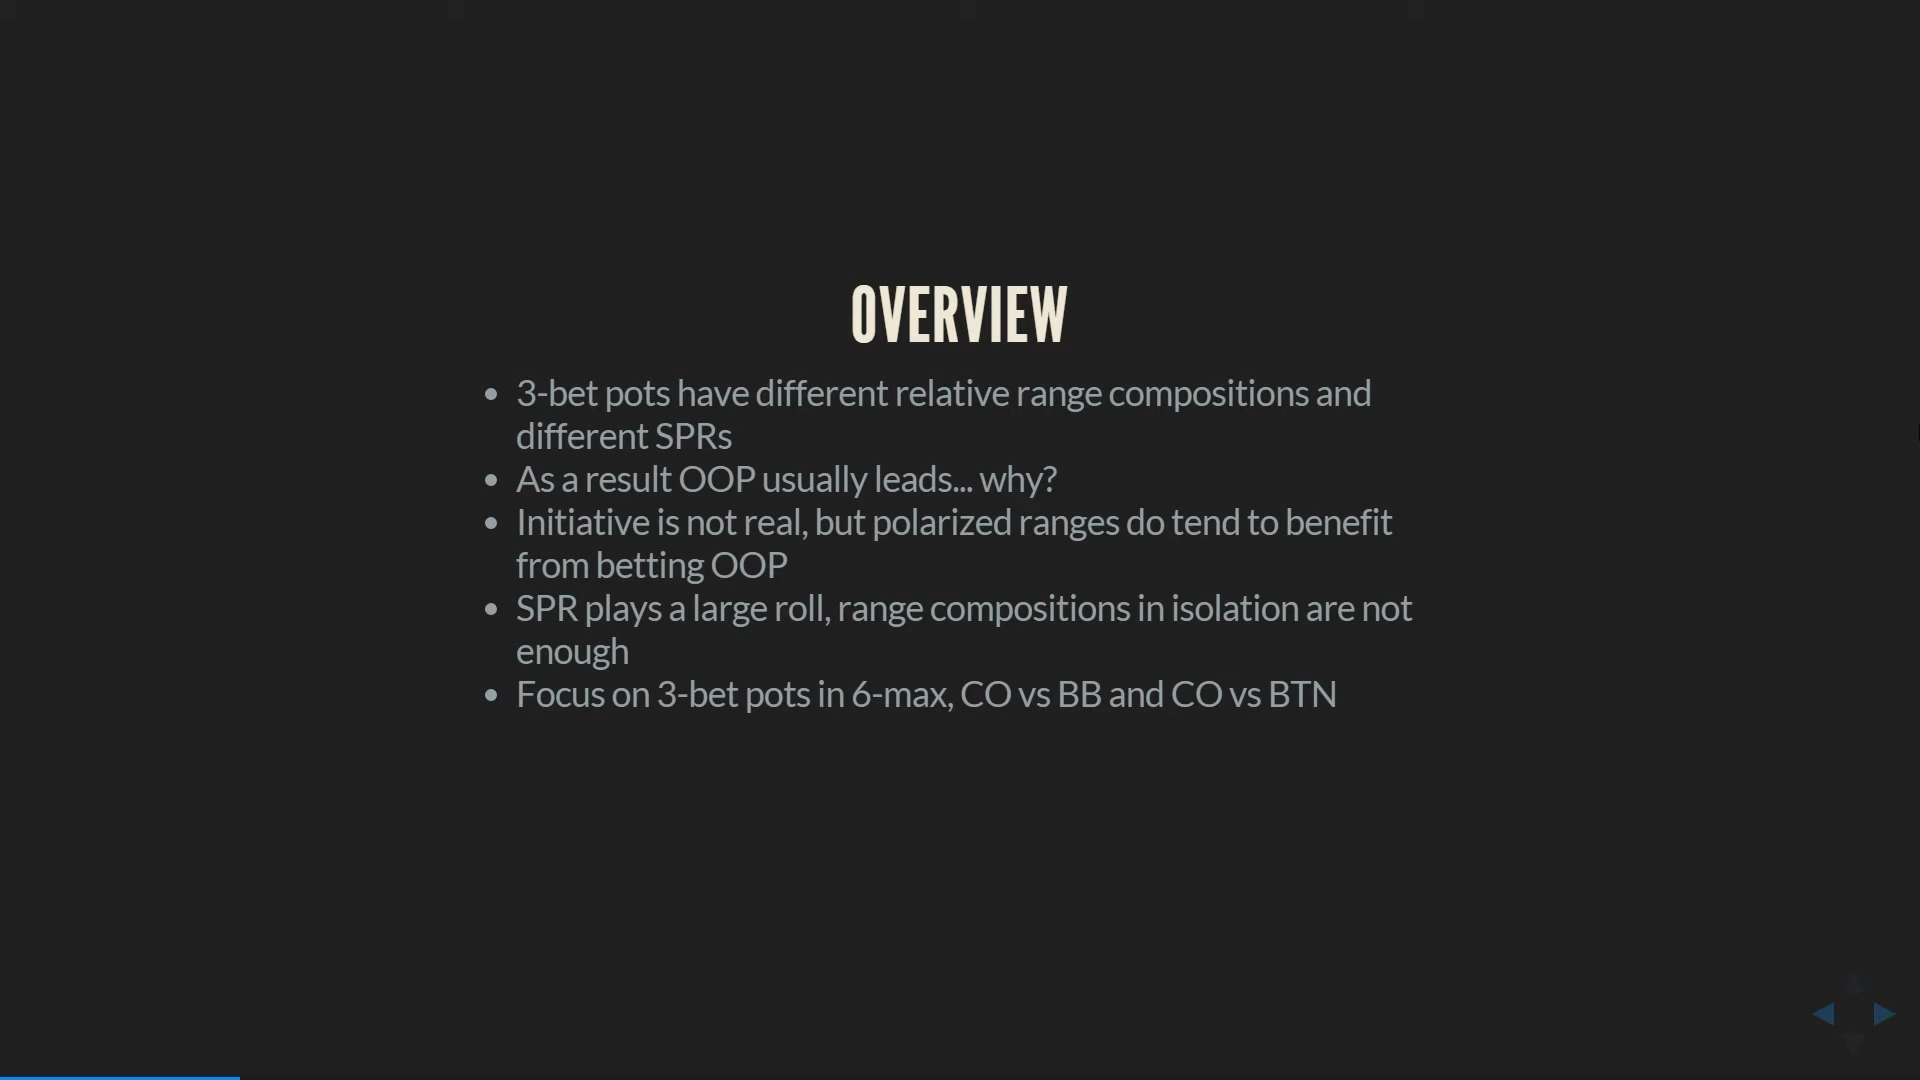 OVERVIEW
• 3-bet pots have different relative range compositions and
different SPRs
• As a result OOP usually leads... why?
• Initiative is not real, but polarized ranges do tend to benefit
from betting OOP
• SPR plays a large roll, range compositions in isolation are not
enough
• Focus on 3-bet pots in 6-max, CO vs BB and CO vs BTN